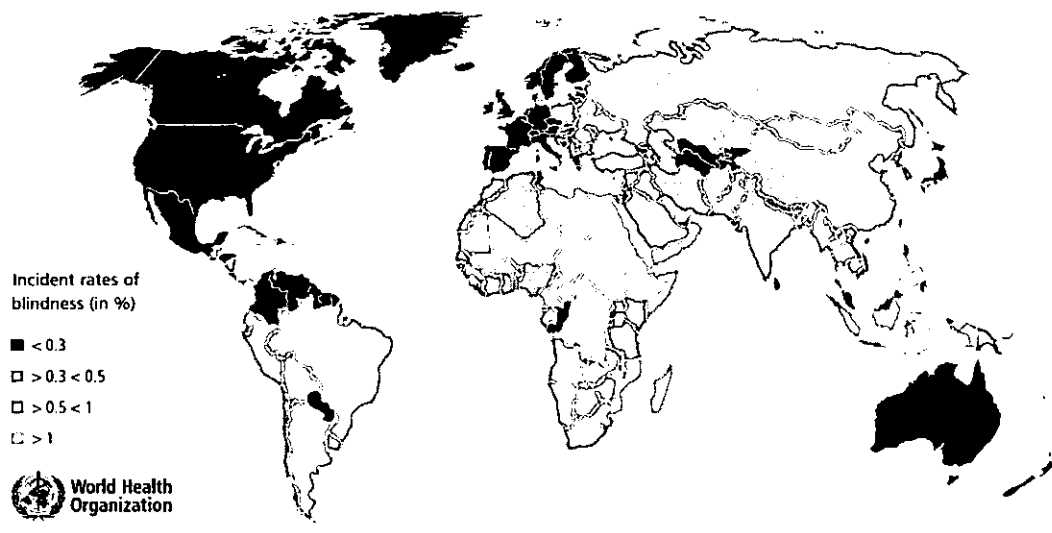 Incident rates of
blindness (in %)
< 0.3
> 0.3 < 0.5
> 0.5 < 1
> 1
World Health
Organization